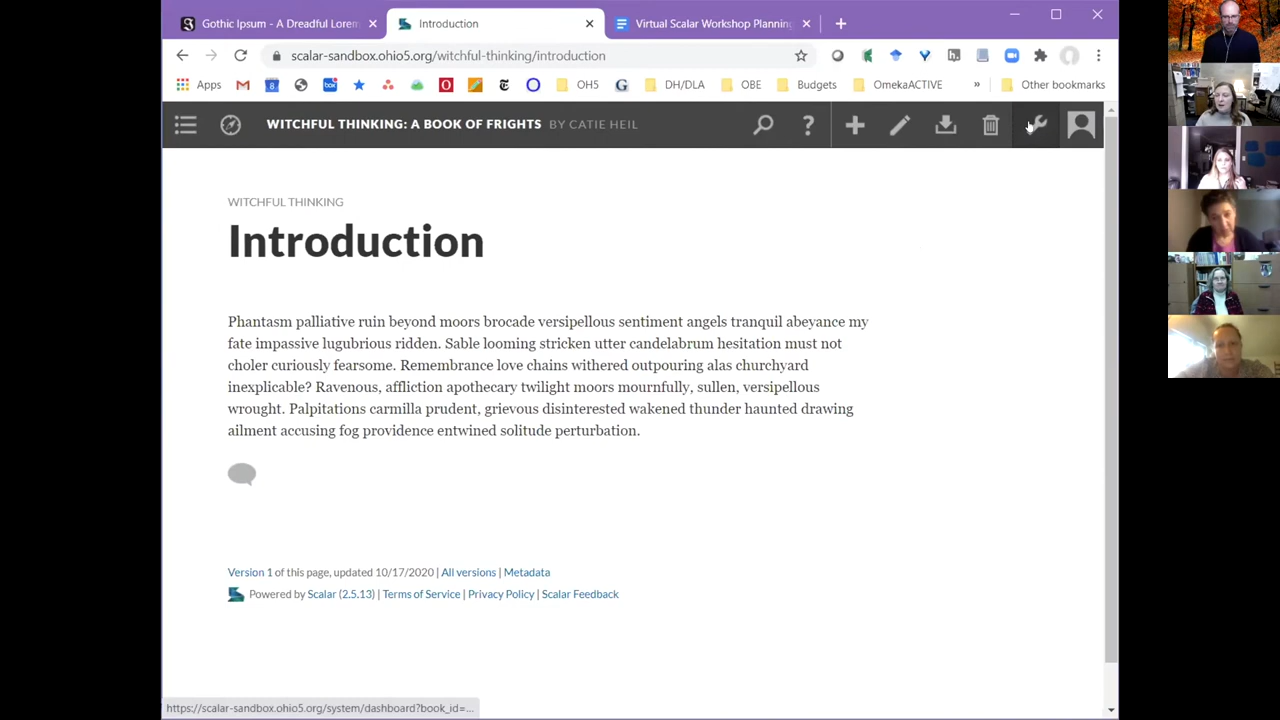 Gothic Ipsum - A Dreadful Lorem
Introduction
Virtual Scalar Workshop Planning
scalar-sandbox.ohio5.org/witchful-thinking/introduction
Apps
OH5
DH/DLA
OBE
Budgets
OmekaACTIVE
»
Other bookmarks
WITCHFUL THINKING: A BOOK OF FRIGHTS BY CATIE HEIL
WITCHFUL THINKING
Introduction
Phantasm palliative ruin beyond moors brocade versipellous sentiment angels tranquil abeyance my
fate impassive lugubrious ridden. Sable looming stricken utter candelabrum hesitation must not
choler curiously fearsome. Remembrance love chains withered outpouring alas churchyard
inexplicable? Ravenous, affliction apothecary twilight moors mournfully, sullen, versipellous
wrought. Palpitations carmilla prudent, grievous disinterested wakened thunder haunted drawing
ailment accusing fog providence entwined solitude perturbation.
Version 1 of this page, updated 10/17/2020 | All versions | Metadata
Powered by Scalar (2.5.13) | Terms of Service | Privacy Policy | Scalar Feedback
https://scalar-sandbox.ohio5.org/system/dashboard?book_id=...